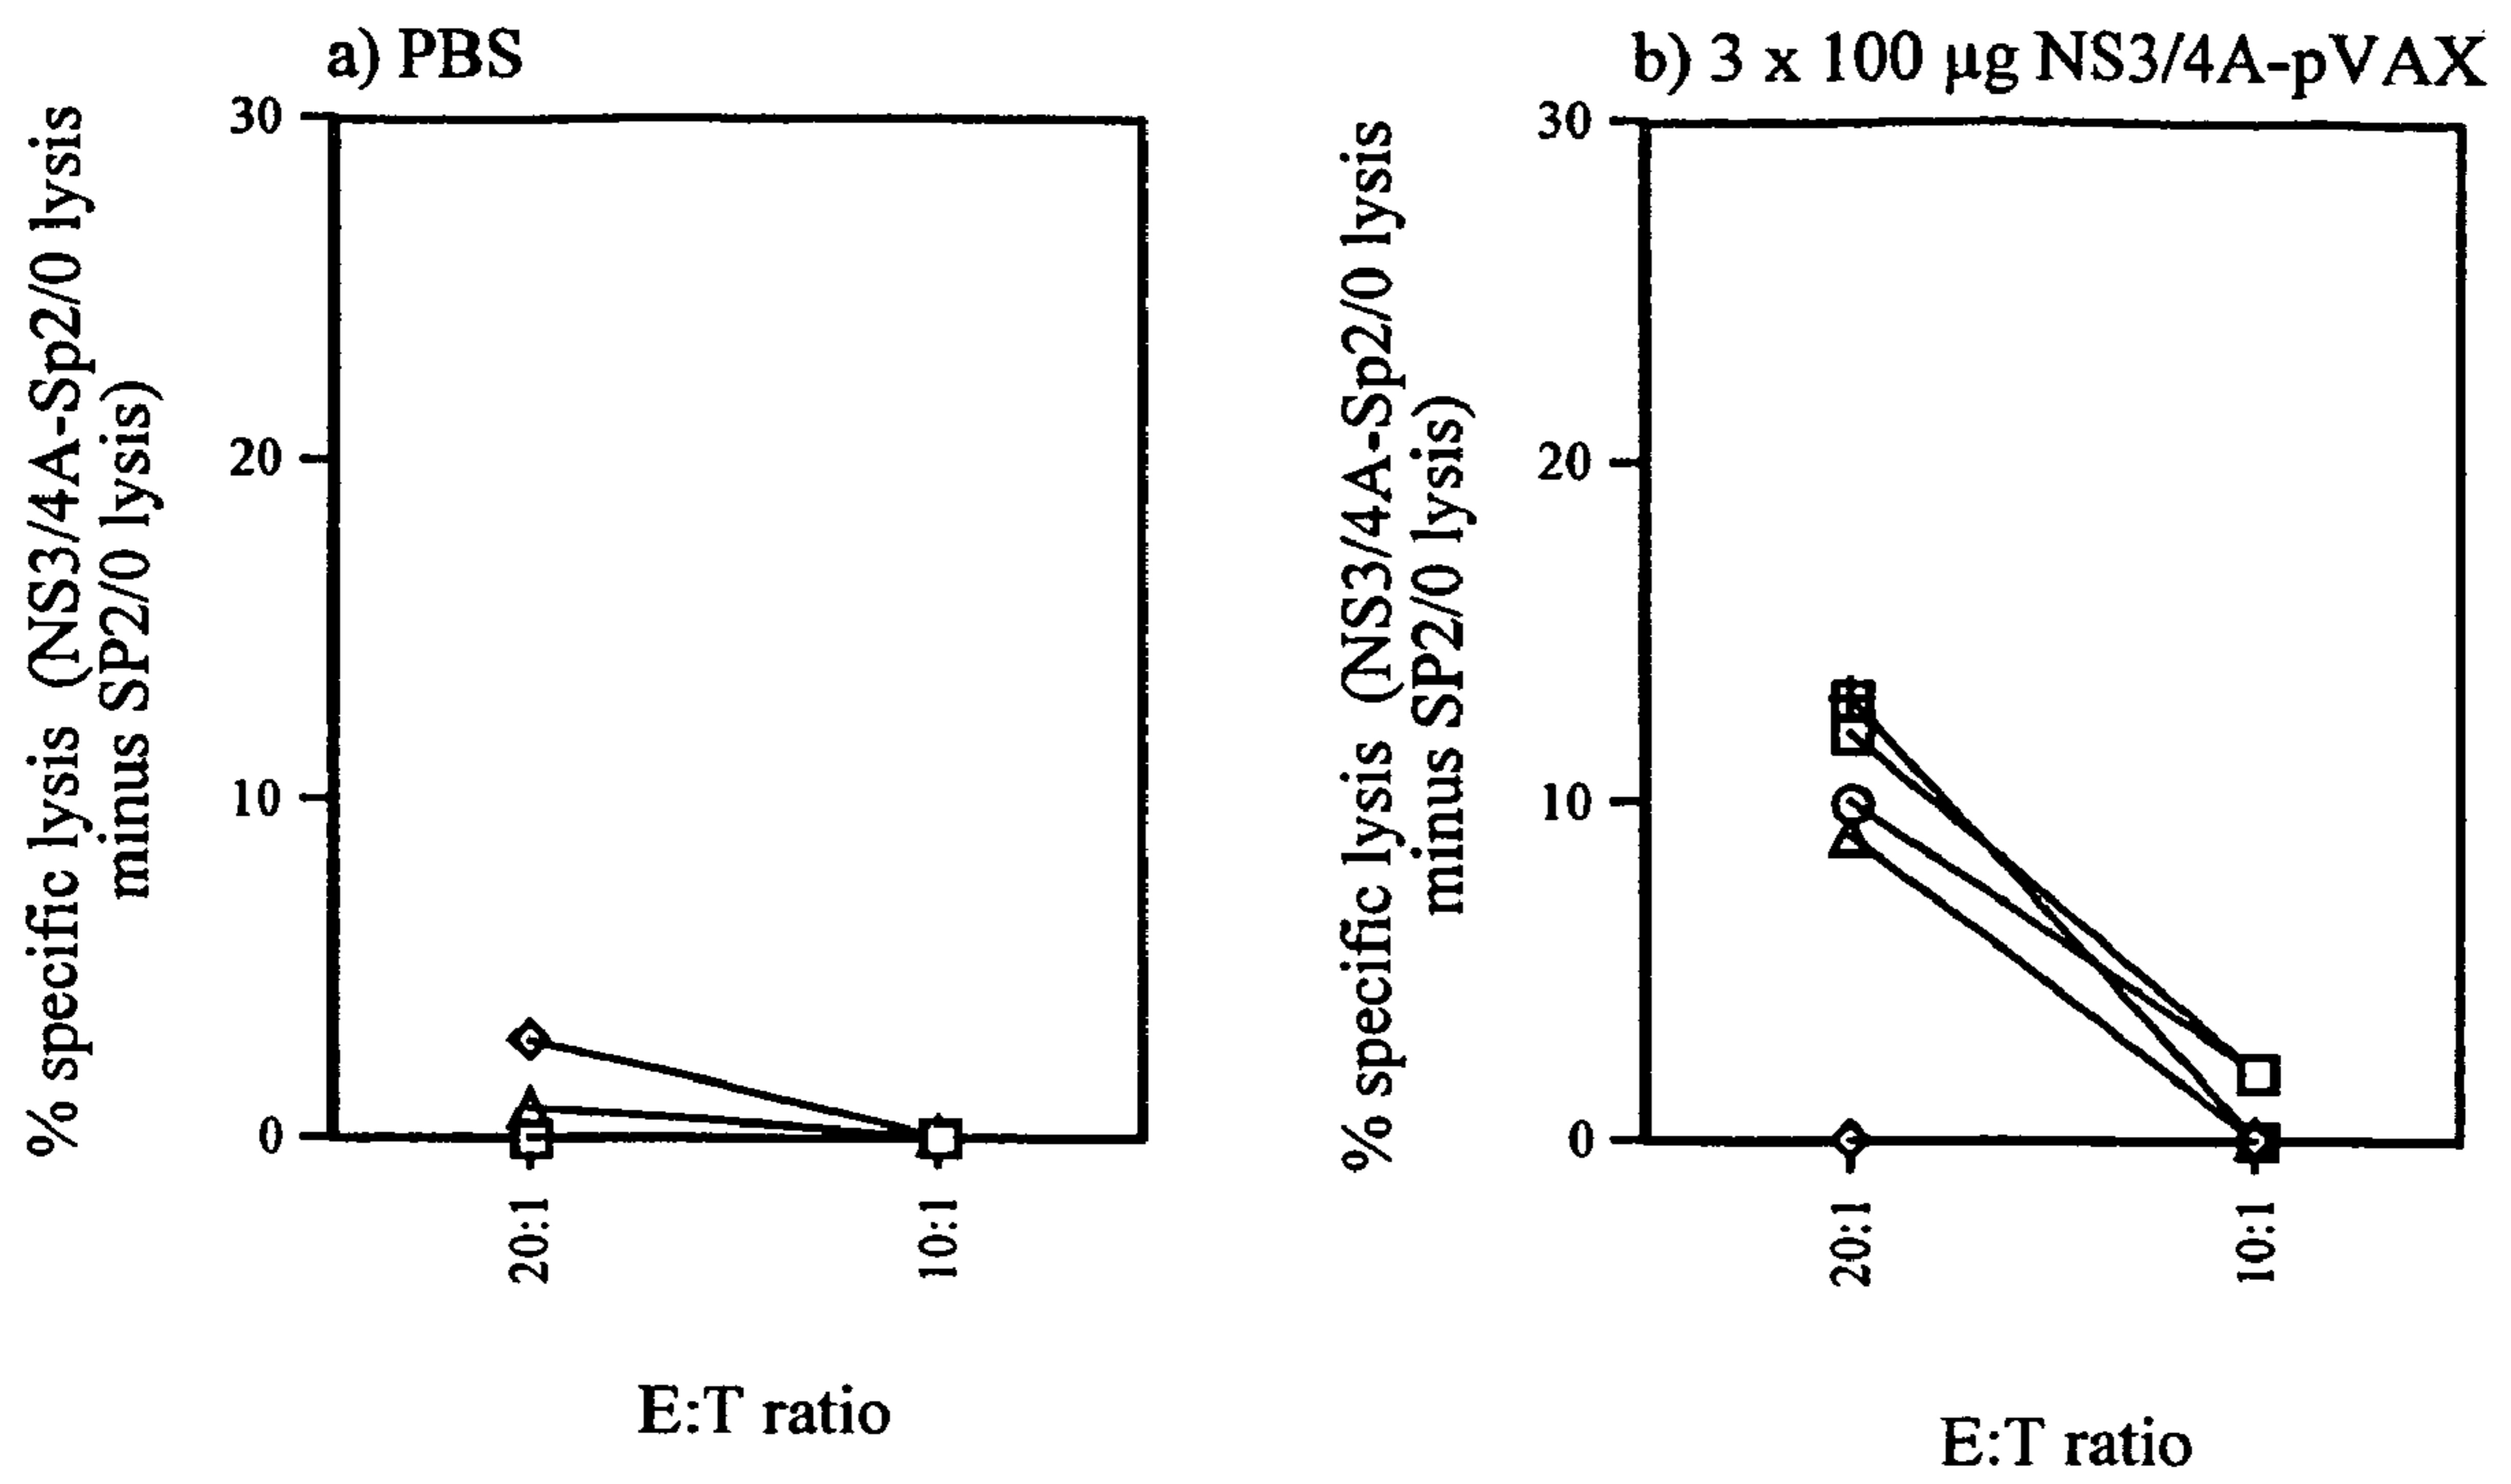 a) PBS
% specific lysis (NS3/4A-Sp2/0 lysis
minus SP2/0 lysis)
30
20
10
0
20:1
10:1
E:T ratio
b) 3 x 100 µg NS3/4A-pVAX
% specific lysis (NS3/4A-Sp2/0 lysis
minus SP2/0 lysis)
30
20
10
0
20:1
10:1
E:T ratio